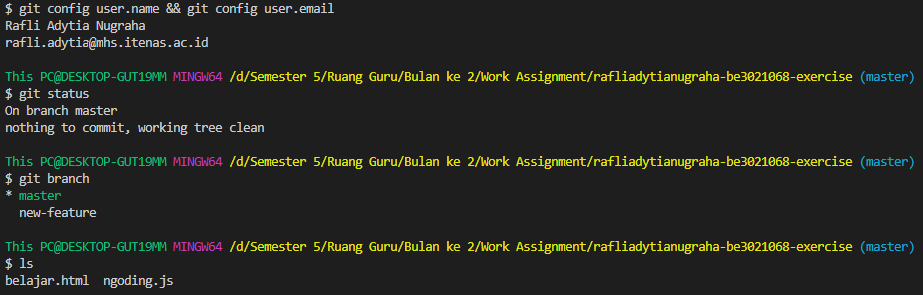 $ git config user.name && git config user.email
Rafli Adytia Nugraha
rafli.adytia@mhs.itenas.ac.id
This PC@DESKTOP-GUT19MM MINGW64 /d/Semester 5/Ruang Guru/Bulan ke 2/Work Assignment/rafliadytianugraha-be3021068-exercise (master)
$ git status
On branch master
nothing to commit, working tree clean
This PC@DESKTOP-GUT19MM MINGW64 /d/Semester 5/Ruang Guru/Bulan ke 2/Work Assignment/rafliadytianugraha-be3021068-exercise (master)
$ git branch
* master
  new-feature
This PC@DESKTOP-GUT19MM MINGW64 /d/Semester 5/Ruang Guru/Bulan ke 2/Work Assignment/rafliadytianugraha-be3021068-exercise (master)
$ ls
belajar.html  ngoding.js